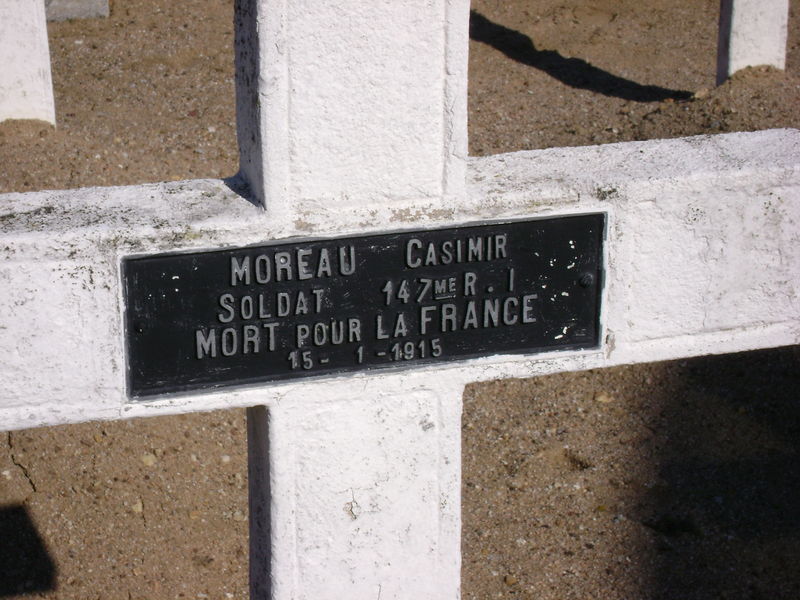 MOREAU CASIMIR
SOLDAT 147ME R. I
MORT POUR LA FRANCE
15-1-1915